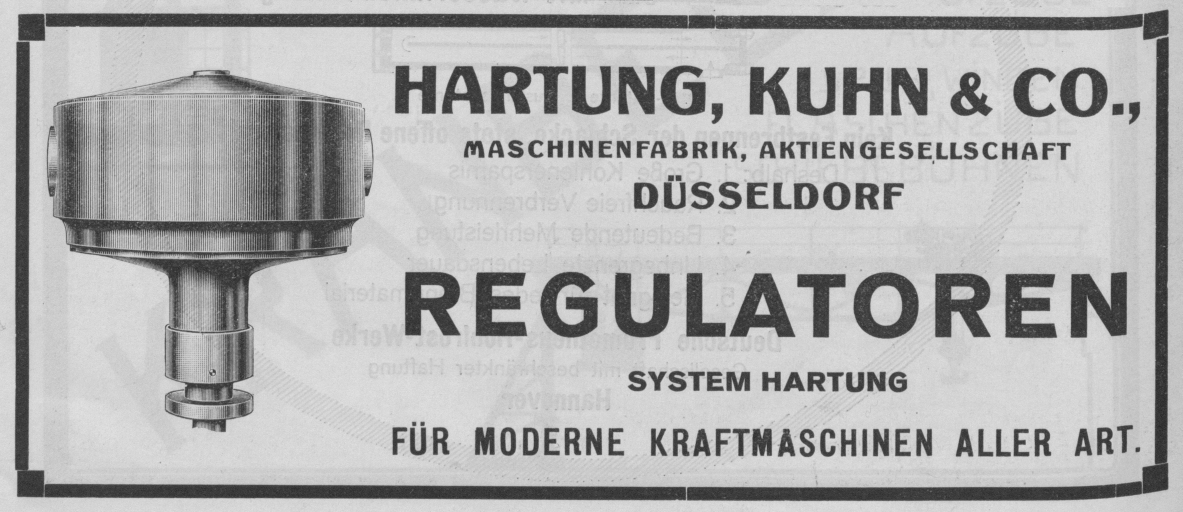 HARTUNG, KUHN & CO.,
MASCHINENFABRIK, AKTIENGESELLSCHAFT
DÜSSELDORF
REGULATOREN
SYSTEM HARTUNG
FÜR MODERNE KRAFTMASCHINEN ALLER ART.